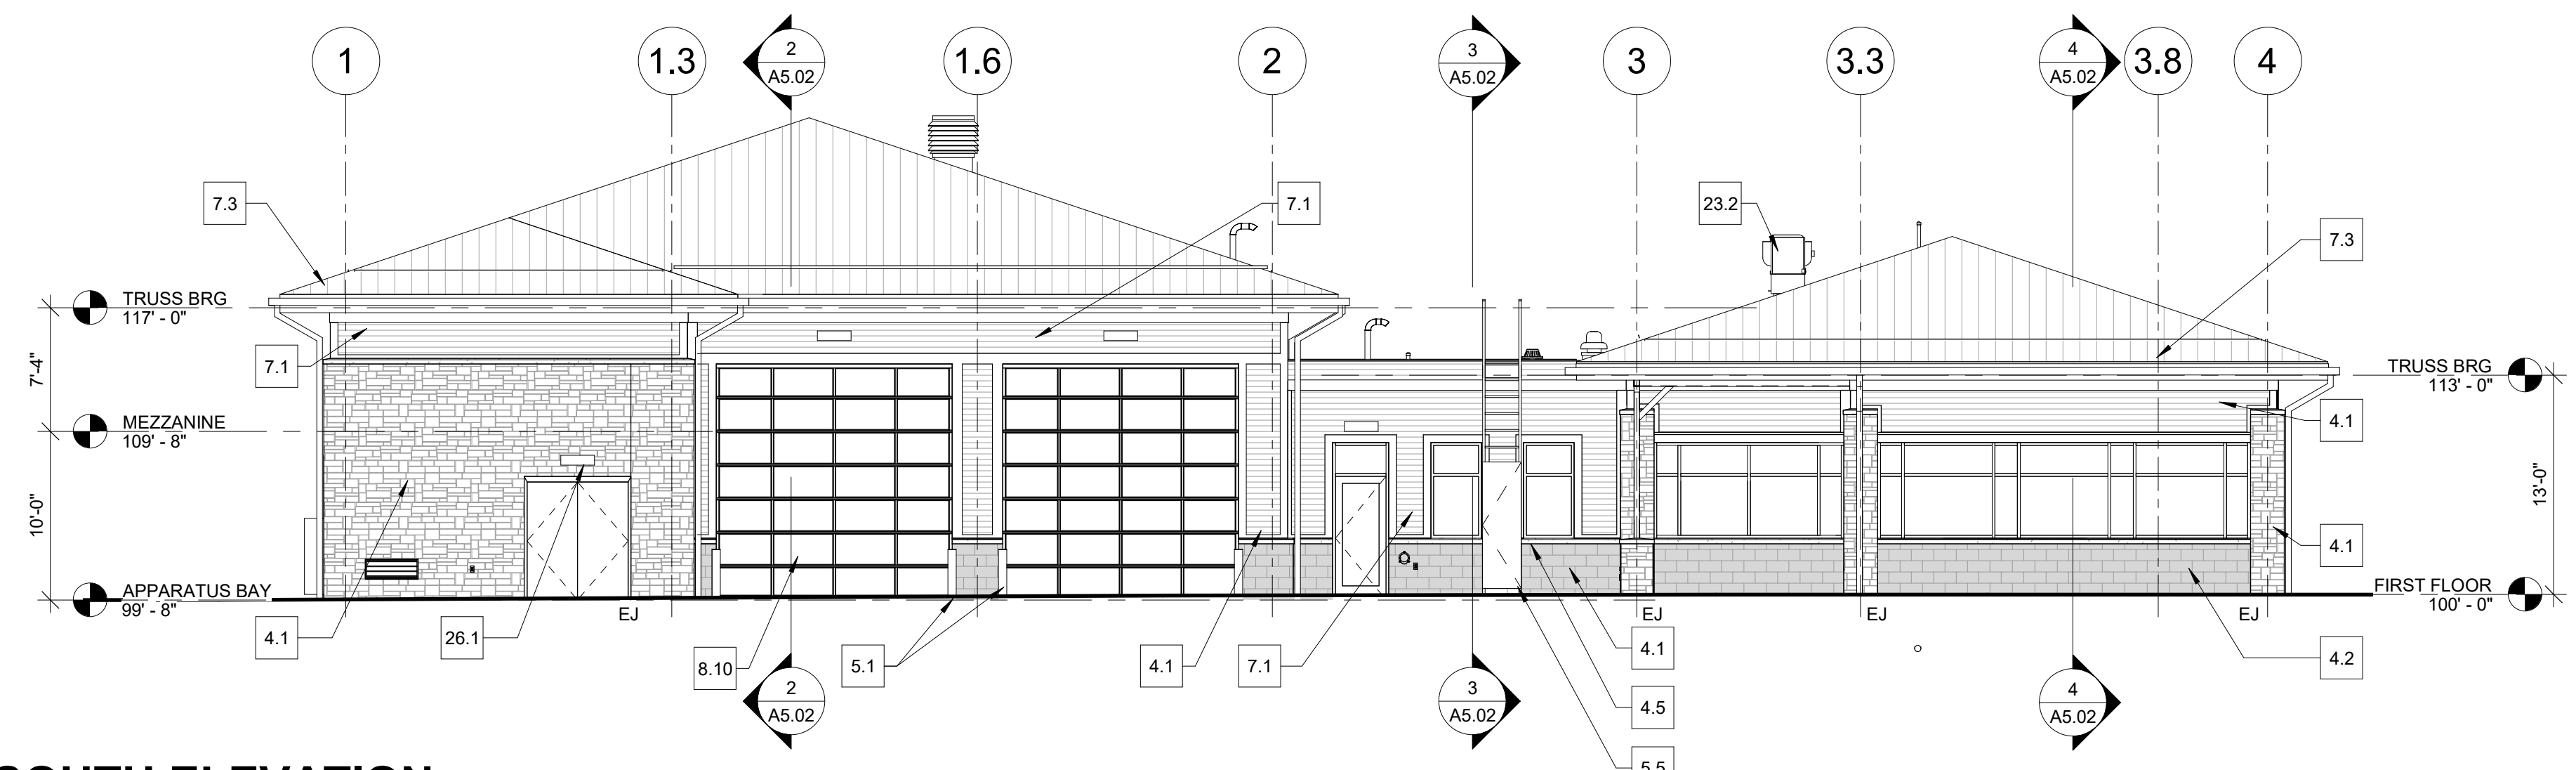 1
1.3
2
A5.02
1.6
2
3
A5.02
3
3.3
4
A5.02
3.8
4
7.3
7.1
23.2
7.3
TRUSS BRG
117' - 0"
7.1
7'-4"
TRUSS BRG
113' - 0"
MEZZANINE
109' - 8"
4.1
10'-0"
13'-0"
4.1
APPARATUS BAY
99' - 8"
FIRST FLOOR
100' - 0"
EJ
EJ
EJ
EJ
4.1
26.1
8.10
5.1
4.1
7.1
4.1
4.2
2
A5.02
3
A5.02
4.5
4
A5.02
5.5
SOUTH ELEVATION